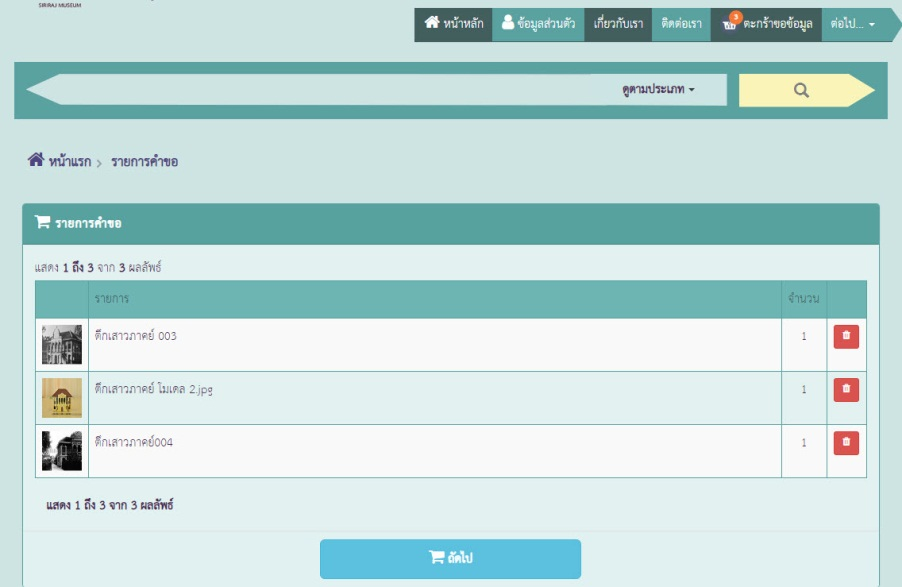 SIRIRAJ MUSEUM
หน้าหลัก ข้อมูลส่วนตัว เกี่ยวกับเรา ติดต่อเรา 3 ตะกร้าขอข้อมูล ต่อไป...
ดูตามประเภท
หน้าแรก > รายการคำขอ
รายการคำขอ
แสดง 1 ถึง 3 จาก 3 ผลลัพธ์
รายการ จำนวน
ตึกเสาวภาคย์ 003 1
ตึกเสาวภาคย์ โมเดล 2.jpg 1
ตึกเสาวภาคย์004 1
แสดง 1 ถึง 3 จาก 3 ผลลัพธ์
ถัดไป